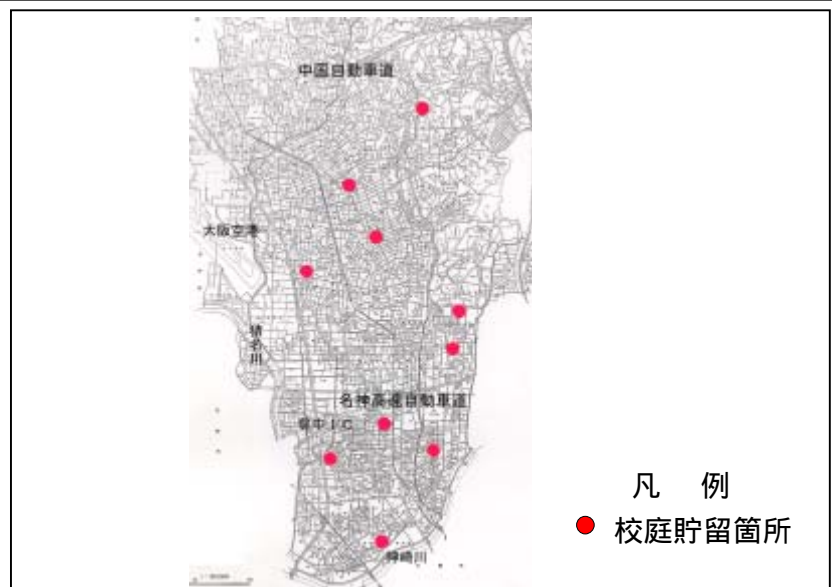 中国自動車道
大阪空港
猪名川
名神高速自動車道
豊中IC
神崎川
凡 例
校庭貯留箇所